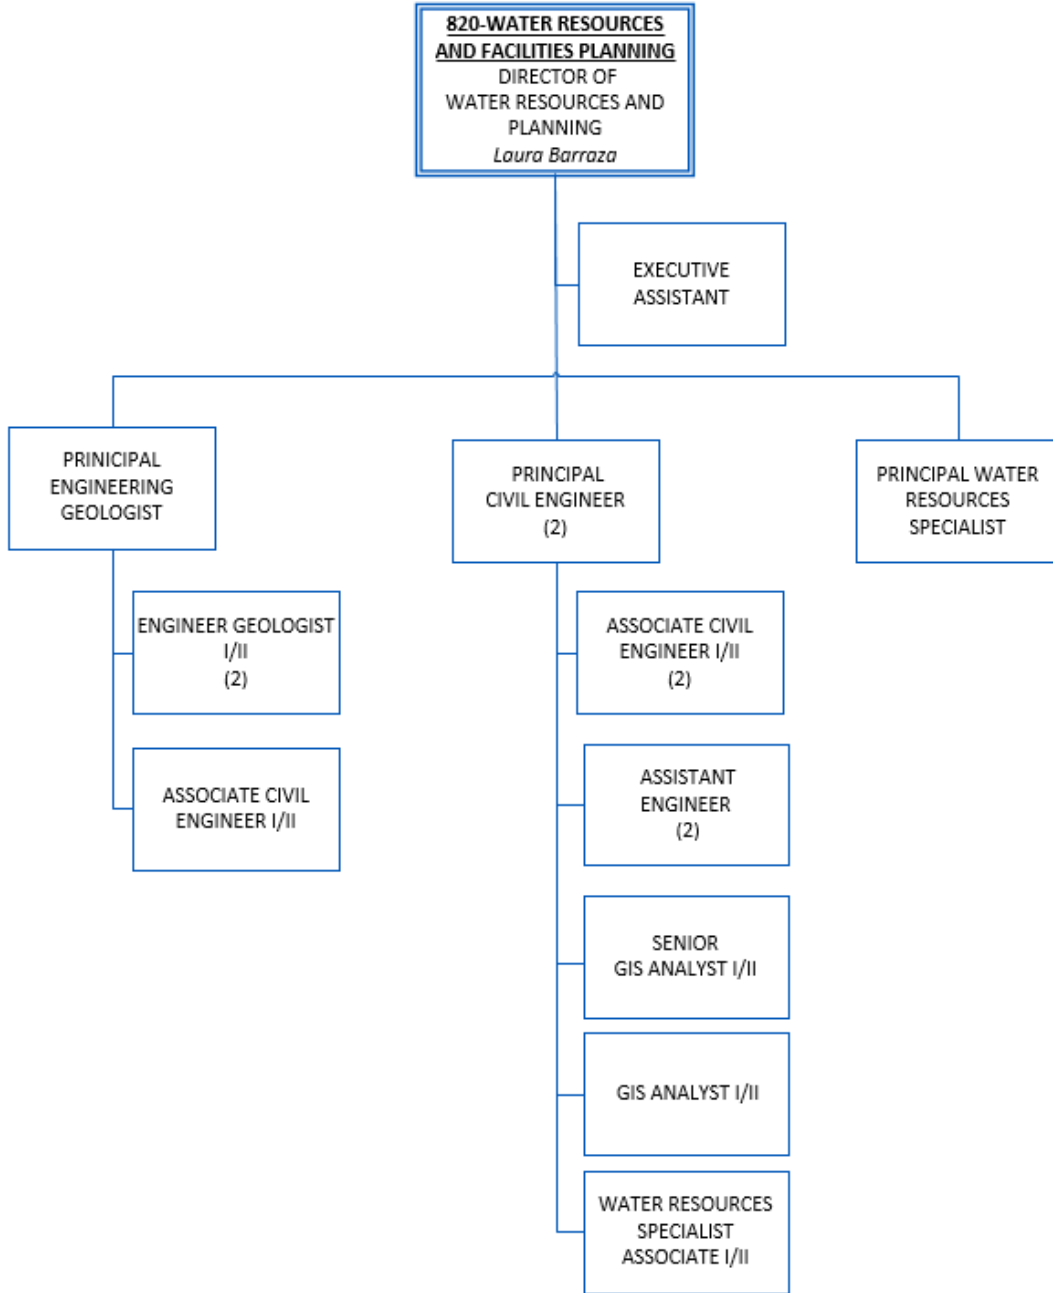 820-WATER RESOURCES
AND FACILITIES PLANNING
DIRECTOR OF
WATER RESOURCES AND
PLANNING
Laura Barraza
EXECUTIVE
ASSISTANT
PRINICIPAL
ENGINEERING
GEOLOGIST
PRINCIPAL
CIVIL ENGINEER
(2)
PRINCIPAL WATER
RESOURCES
SPECIALIST
ENGINEER GEOLOGIST
I/II
(2)
ASSOCIATE CIVIL
ENGINEER I/II
ASSOCIATE CIVIL
ENGINEER I/II
(2)
ASSISTANT
ENGINEER
(2)
SENIOR
GIS ANALYST I/II
GIS ANALYST I/II
WATER RESOURCES
SPECIALIST
ASSOCIATE I/II